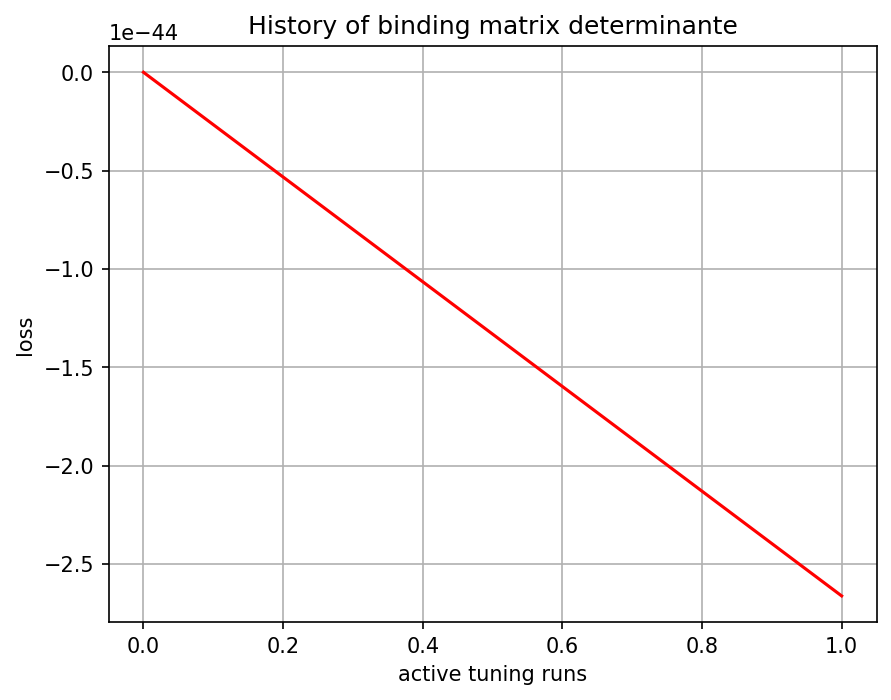 History of binding matrix determinante
1e−44
0.0
−0.5
−1.0
−1.5
−2.0
−2.5
loss
0.0 0.2 0.4 0.6 0.8 1.0
active tuning runs